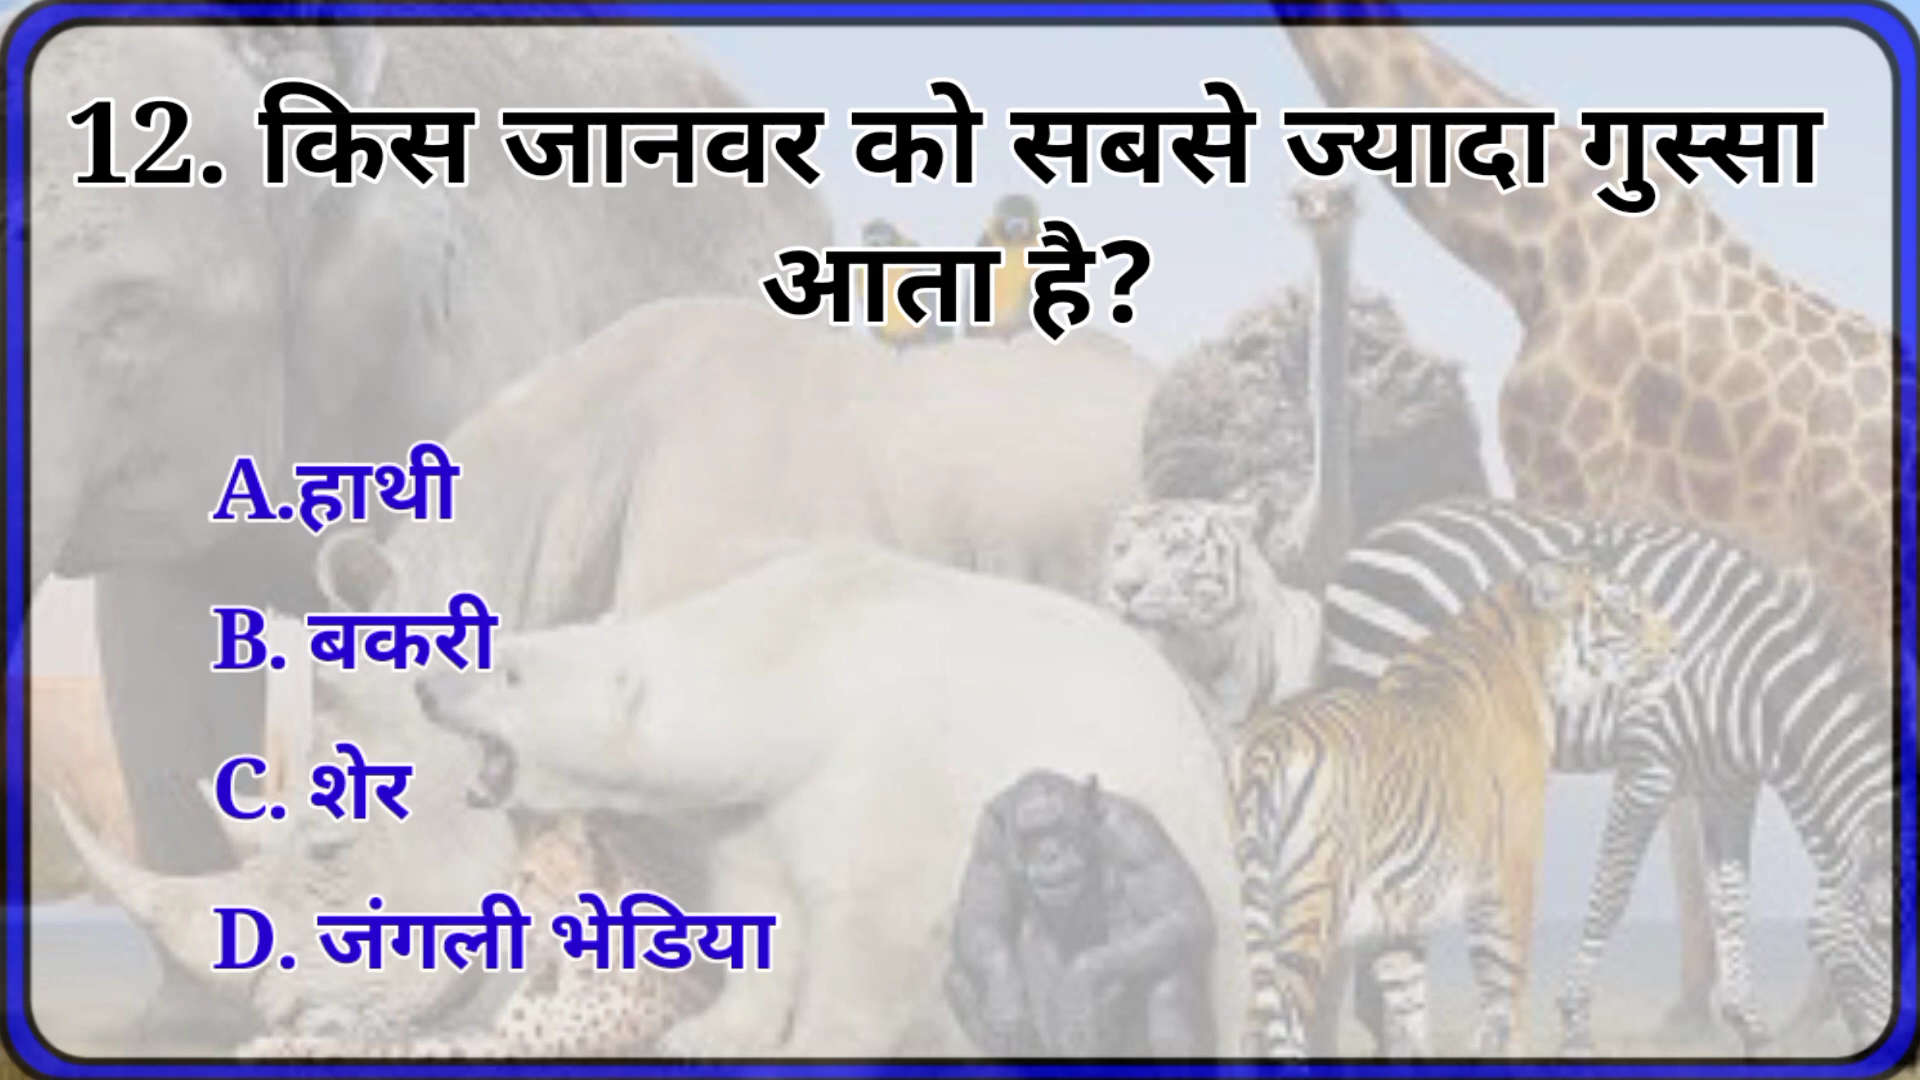 12. किस जानवर को सबसे ज्यादा गुस्सा
आता है?
A.हाथी
B. बकरी
C. शेर
D. जंगली भेडिया